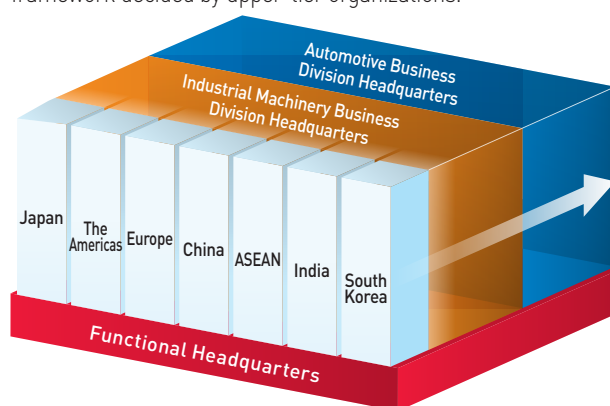 framework decided by upper-tier organizations.
Automotive Business
Division Headquarters
Industrial Machinery Business
Division Headquarters
Japan
The
Americas
Europe
China
ASEAN
India
South
Korea
Functional Headquarters